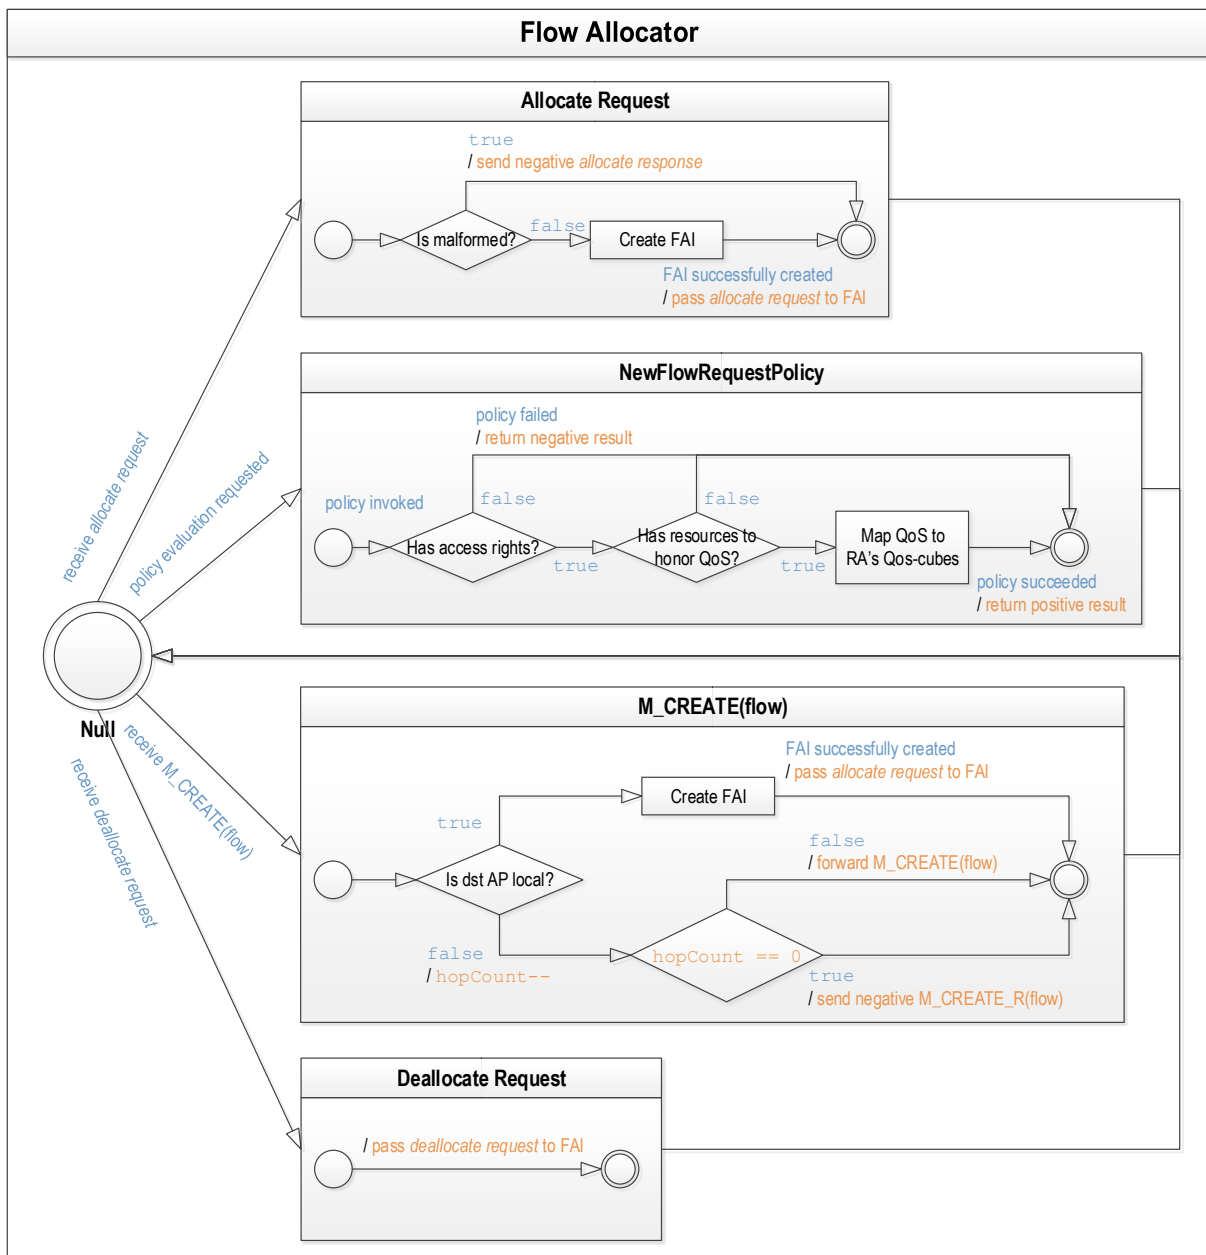 Flow Allocator
Allocate Request
true
/ send negative allocate response
Is malformed?
false
Create FAI
FAI successfully created
/ pass allocate request to FAI
receive allocate request
NewFlowRequestPolicy
policy failed
/ return negative result
policy evaluation requested
policy invoked
false
false
Has access rights?
true
Has resources to
honor QoS?
true
Map QoS to
RA's Qos-cubes
policy succeeded
/ return positive result
Null
receive M_CREATE(flow)
receive deallocate request
M_CREATE(flow)
FAI successfully created
/ pass allocate request to FAI
Create FAI
true
false
/ forward M_CREATE(flow)
Is dst AP local?
false
/ hopCount--
hopCount == 0
true
/ send negative M_CREATE_R(flow)
Deallocate Request
/ pass deallocate request to FAI